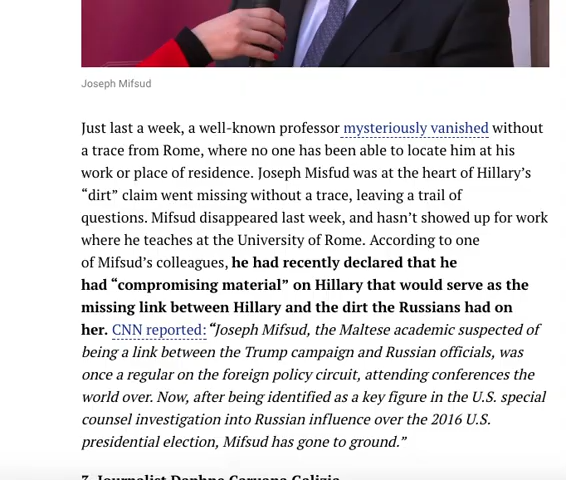 Joseph Mifsud
Just last a week, a well-known professor mysteriously vanished without
a trace from Rome, where no one has been able to locate him at his
work or place of residence. Joseph Misfud was at the heart of Hillary’s
“dirt” claim went missing without a trace, leaving a trail of
questions. Mifsud disappeared last week, and hasn’t showed up for work
where he teaches at the University of Rome. According to one
of Mifsud’s colleagues, he had recently declared that he
had “compromising material” on Hillary that would serve as the
missing link between Hillary and the dirt the Russians had on
her. CNN reported: “Joseph Mifsud, the Maltese academic suspected of
being a link between the Trump campaign and Russian officials, was
once a regular on the foreign policy circuit, attending conferences the
world over. Now, after being identified as a key figure in the U.S. special
counsel investigation into Russian influence over the 2016 U.S.
presidential election, Mifsud has gone to ground.”
3. Journalist Daphne Caruana Galizia